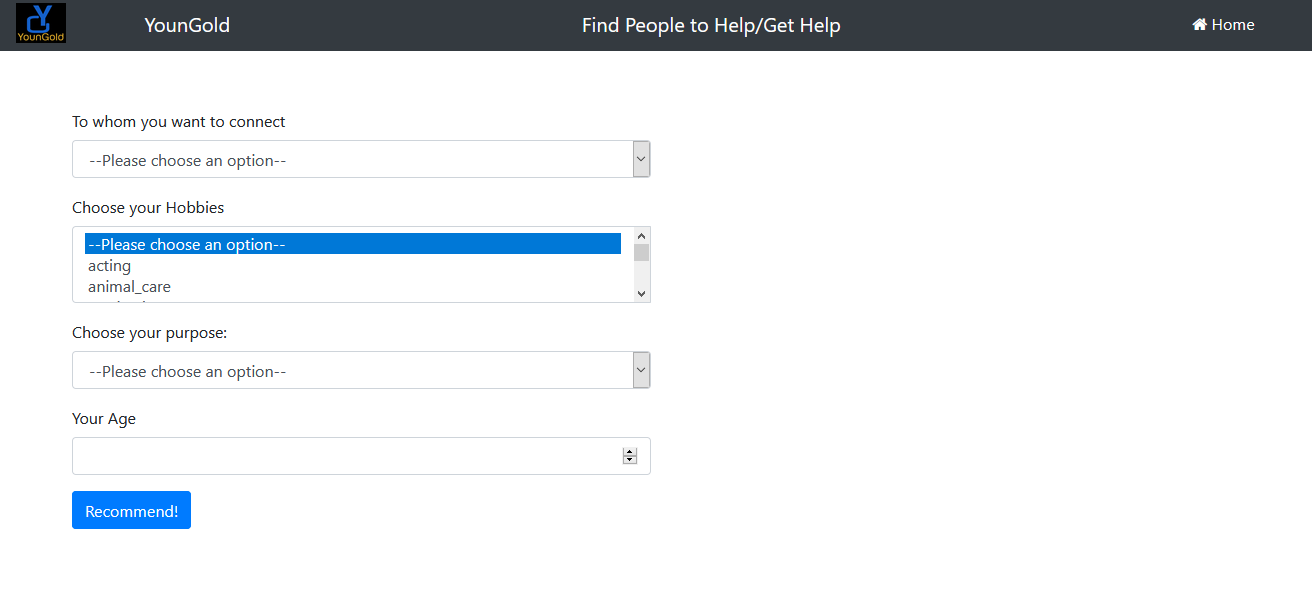 YounGold
YounGold
Find People to Help/Get Help
Home
To whom you want to connect
--Please choose an option--
Choose your Hobbies
--Please choose an option--
acting
animal_care
Choose your purpose:
--Please choose an option--
Your Age
Recommend!